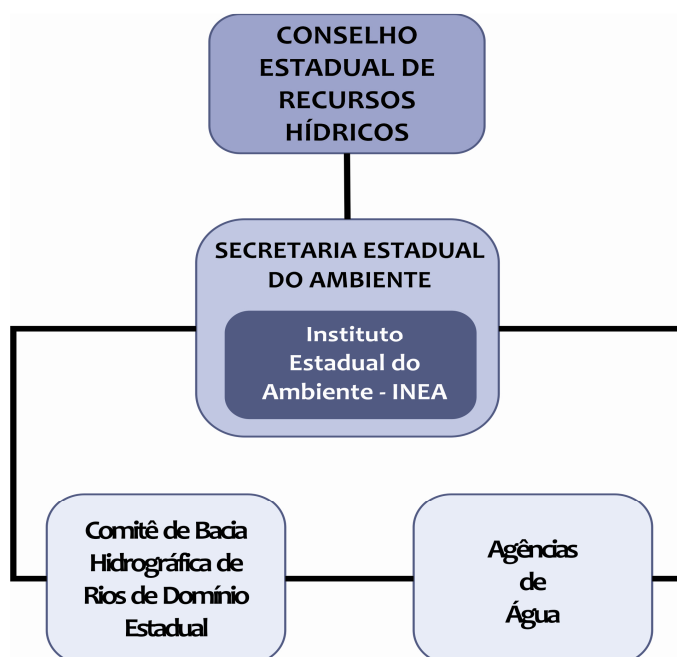 CONSELHO
ESTADUAL DE
RECURSOS
HÍDRICOS
SECRETARIA ESTADUAL
DO AMBIENTE
Instituto
Estadual do
Ambiente - INEA
Comitê de Bacia
Hidrográfica de
Rios de Domínio
Estadual
Agências
de
Água